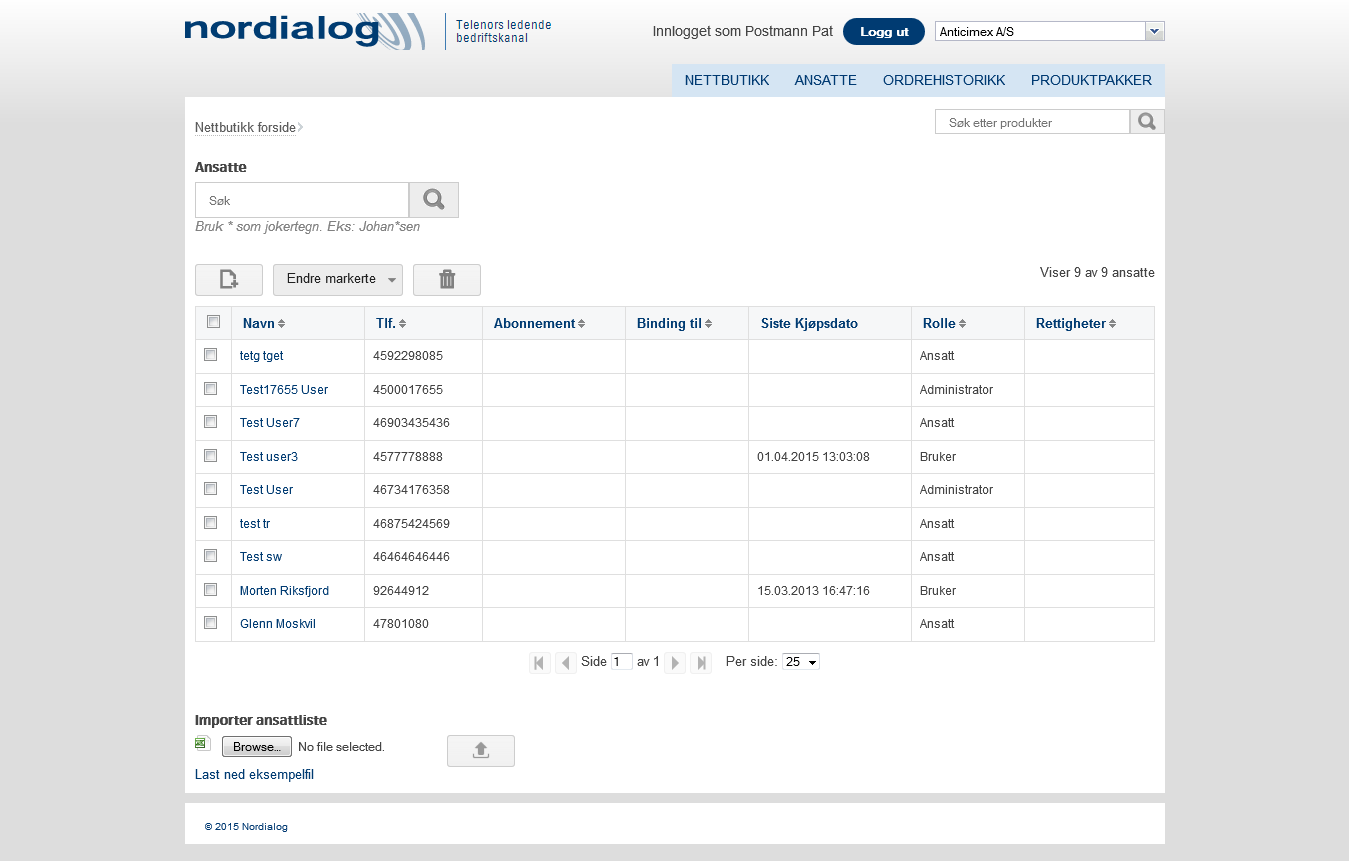 nordialog
Telenors ledende
bedriftskanal
Innlogget som Postmann Pat
Logg ut
Anticimex A/S
NETTBUTIKK ANSATTE ORDREHISTORIKK PRODUKTPAKKER
Nettbutikk forside
Søk etter produkter
Ansatte
Søk
Bruk * som jokertegn. Eks: Johan*sen
Endre markerte
Viser 9 av 9 ansatte
Navn Tlf. Abonnement Binding til Siste Kjøpsdato Rolle Rettigheter
tetg tget 4592298085 Ansatt
Test17655 User 4500017655 Administrator
Test User7 46903435436 Ansatt
Test user3 4577778888 01.04.2015 13:03:08 Bruker
Test User 46734176358 Administrator
test tr 46875424569 Ansatt
Test sw 46464646446 Ansatt
Morten Riksfjord 92644912 15.03.2013 16:47:16 Bruker
Glenn Moskvil 47801080 Ansatt
Side 1 av 1 Per side: 25
Importer ansattliste
Browse... No file selected.
Last ned eksempelfil
© 2015 Nordialog